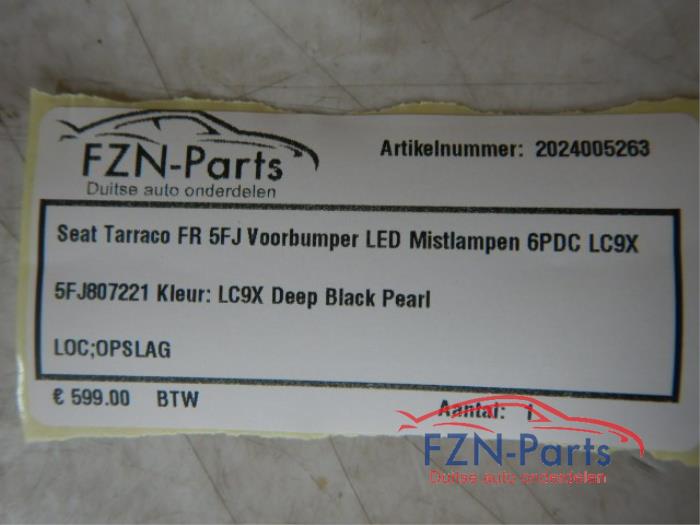 FZN-Parts
Duitse auto onderdelen
Artikelnummer: 2024005263
Seat Tarraco FR 5FJ Voorbumper LED Mistlampen 6PDC LC9X
5FJ807221 Kleur: LC9X Deep Black Pearl
LOC;OPSLAG
€ 599.00 BTW
Aantal: 1
FZN-Parts
Duitse auto onderdelen